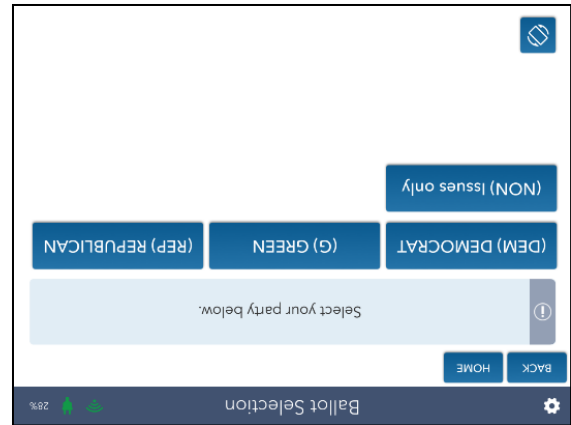 Ballot Selection
28%
BACK
HOME
Select your party below.
(DEM) DEMOCRAT
(G) GREEN
(REP) REPUBLICAN
(NON) Issues only